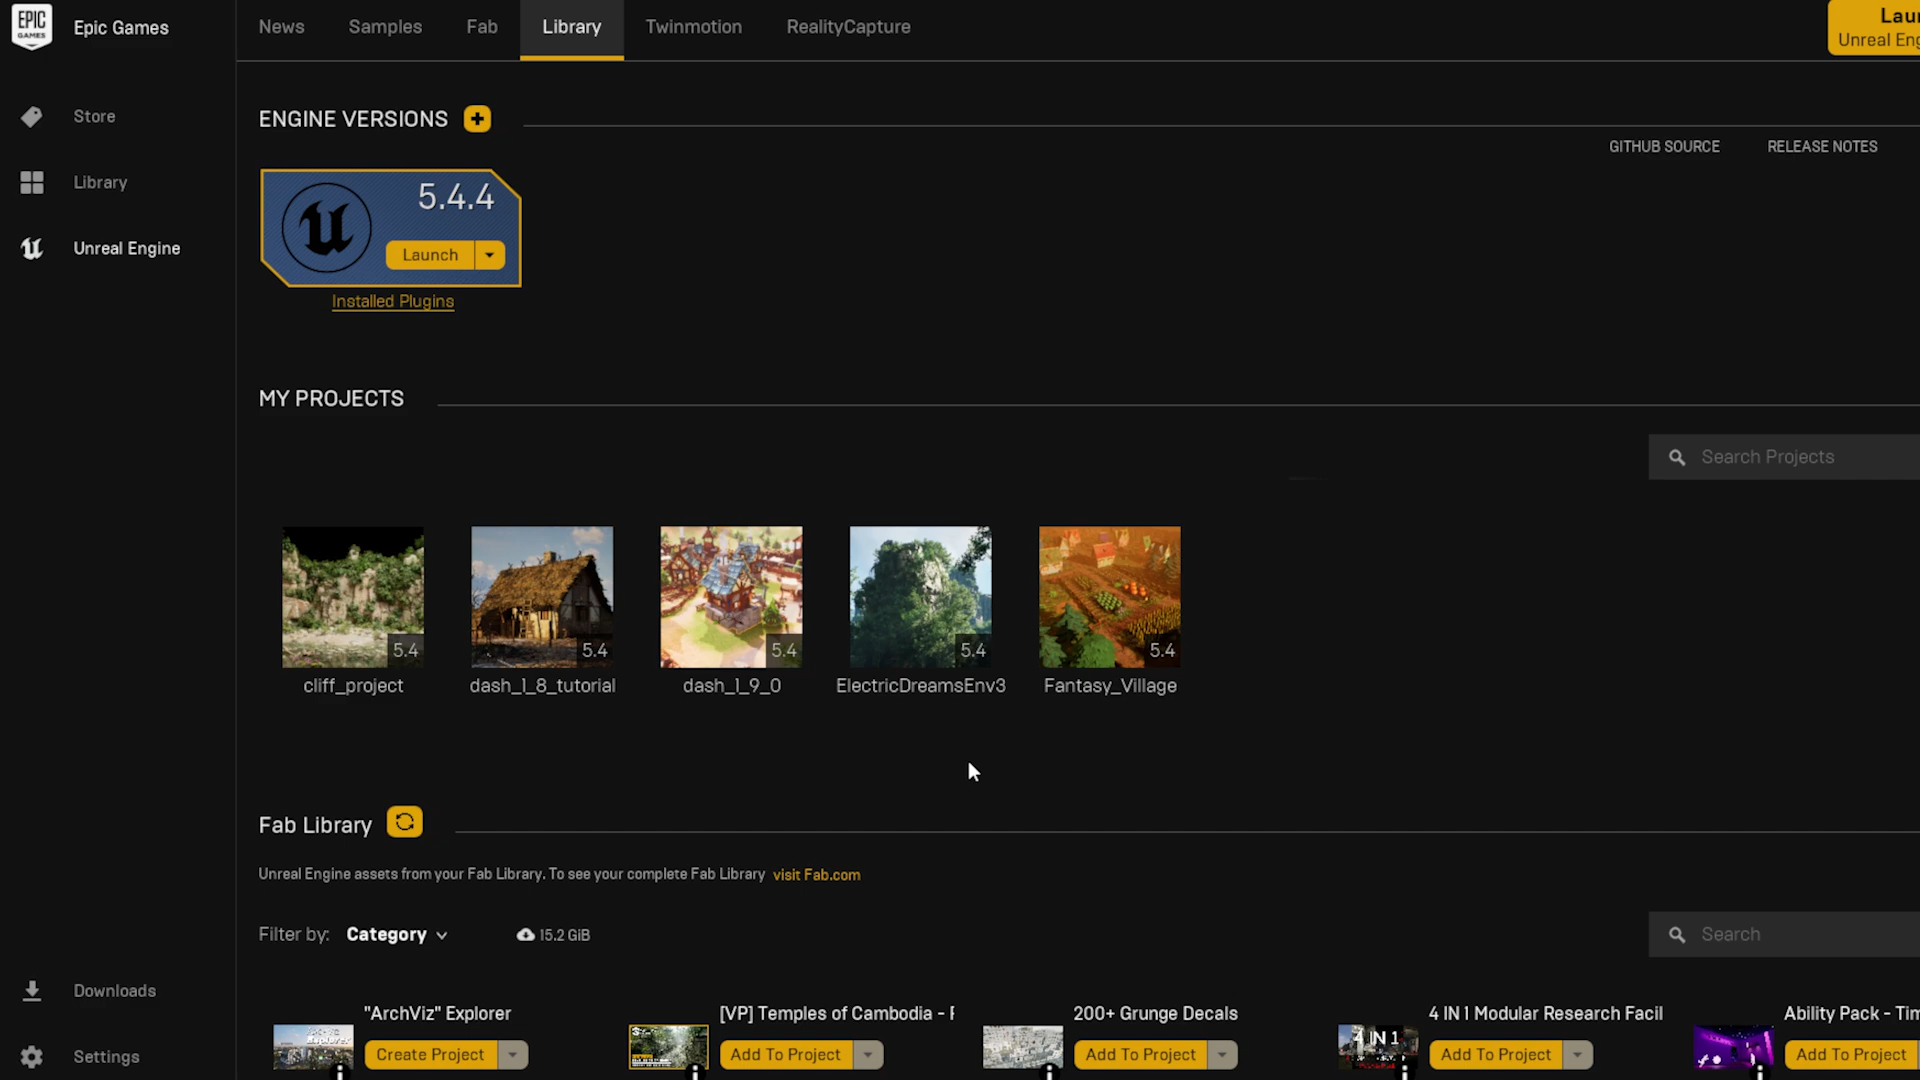 EPIC GAMES
Epic Games
News
Samples
Fab
Library
Twinmotion
RealityCapture
Unreal Eng
Store
Library
Unreal Engine
ENGINE VERSIONS
GITHUB SOURCE
RELEASE NOTES
5.4.4
Launch
Installed Plugins
MY PROJECTS
Search Projects
5.4
5.4
5.4
5.4
5.4
cliff_project
dash_1_8_tutorial
dash_1_9_0
ElectricDreamsEnv3
Fantasy_Village
Fab Library
Unreal Engine assets from your Fab Library. To see your complete Fab Library visit Fab.com
Filter by:
Category
15.2 GiB
Search
Downloads
Settings
"ArchViz" Explorer
Create Project
[VP] Temples of Cambodia -
Add To Project
200+ Grunge Decals
Add To Project
4 IN 1
4 IN 1 Modular Research Facil
Add To Project
Ability Pack - Tim
Add To Project